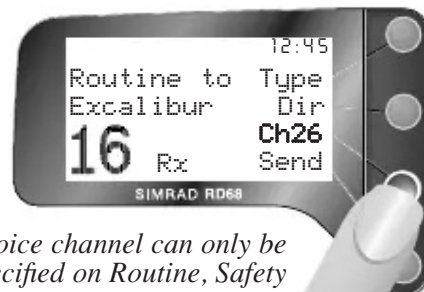 12:45
Routine to Type
Excalibur Dir
16 Rx Ch26
Send
SIMRAD RD68
oice channel can only be
ecified on Routine, Safety